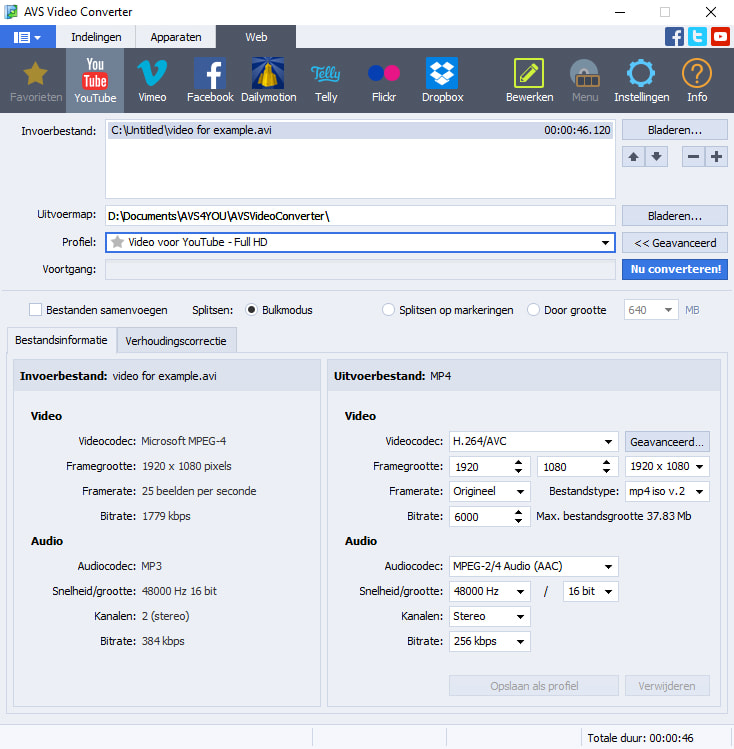 AVS Video Converter
Indelingen Apparaten Web
Favorieten You Tube YouTube Vimeo Facebook Dailymotion Telly Telly Flickr Dropbox Bewerken Menu Instellingen Info
Invoerbestand: C:\Untitled\video for example.avi 00:00:46.120 Bladeren...
Uitvoermap: D:\Documents\AVS4YOU\AVSVideoConverter\ Bladeren...
Profiel: Video voor YouTube - Full HD << Geavanceerd
Voortgang: Nu converteren!
Bestanden samenvoegen Splitsen: Bulkmodus Splitsen op markeringen Door grootte 640 MB
Bestandsinformatie Verhoudingscorrectie
Invoerbestand: video for example.avi
Video
Videocodec: Microsoft MPEG-4
Framegrootte: 1920 x 1080 pixels
Framerate: 25 beelden per seconde
Bitrate: 1779 kbps
Audio
Audiocodec: MP3
Snelheid/grootte: 48000 Hz 16 bit
Kanalen: 2 (stereo)
Bitrate: 384 kbps
Uitvoerbestand: MP4
Video
Videocodec: H.264/AVC Geavanceerd...
Framegrootte: 1920 1080 1920 x 1080
Framerate: Origineel Bestandstype: mp4 iso v.2
Bitrate: 6000 Max. bestandsgrootte 37.83 Mb
Audio
Audiocodec: MPEG-2/4 Audio (AAC)
Snelheid/grootte: 48000 Hz / 16 bit
Kanalen: Stereo
Bitrate: 256 kbps
Opslaan als profiel Verwijderen
Totale duur: 00:00:46